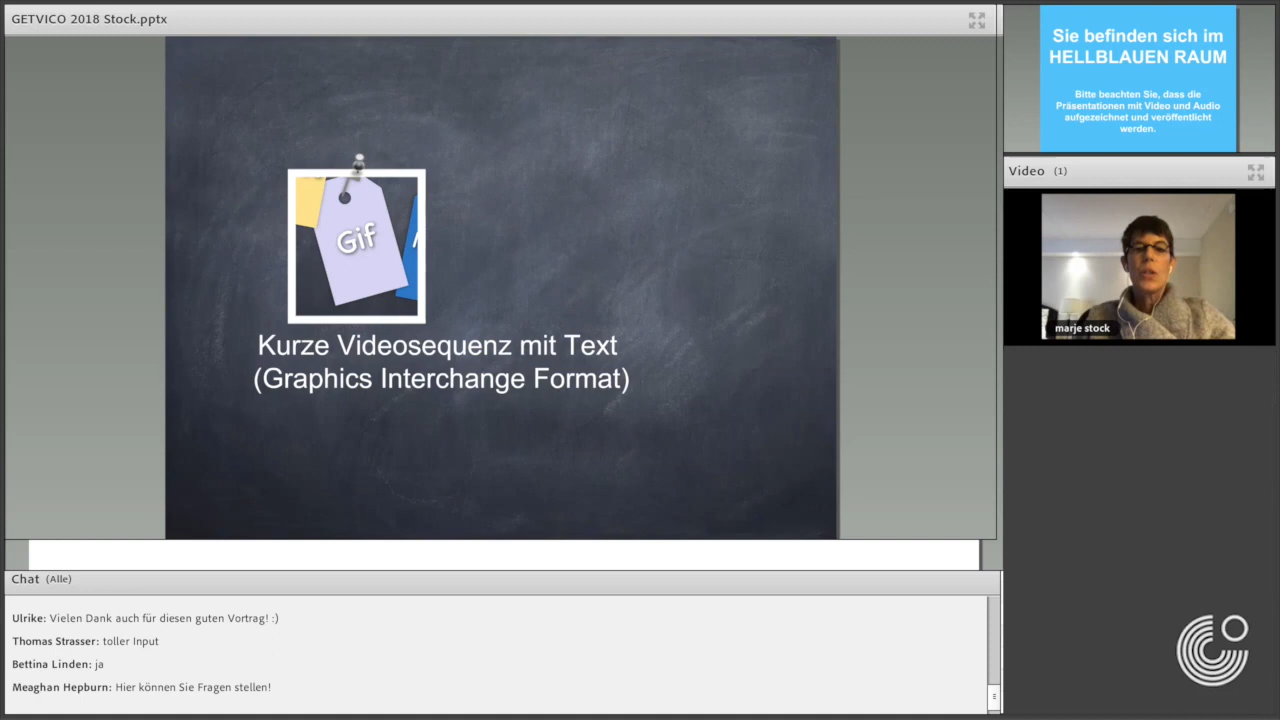 GETVICO 2018 Stock.pptx
Gif
Kurze Videosequenz mit Text
(Graphics Interchange Format)
Sie befinden sich im
HELLBLAUEN RAUM
Bitte beachten Sie, dass die
Präsentationen mit Video und Audio
aufgezeichnet und veröffentlicht
werden.
Video (1)
marje stock
Chat (Alle)
Ulrike: Vielen Dank auch für diesen guten Vortrag! :)
Thomas Strasser: toller Input
Bettina Linden: ja
Meaghan Hepburn: Hier können Sie Fragen stellen!